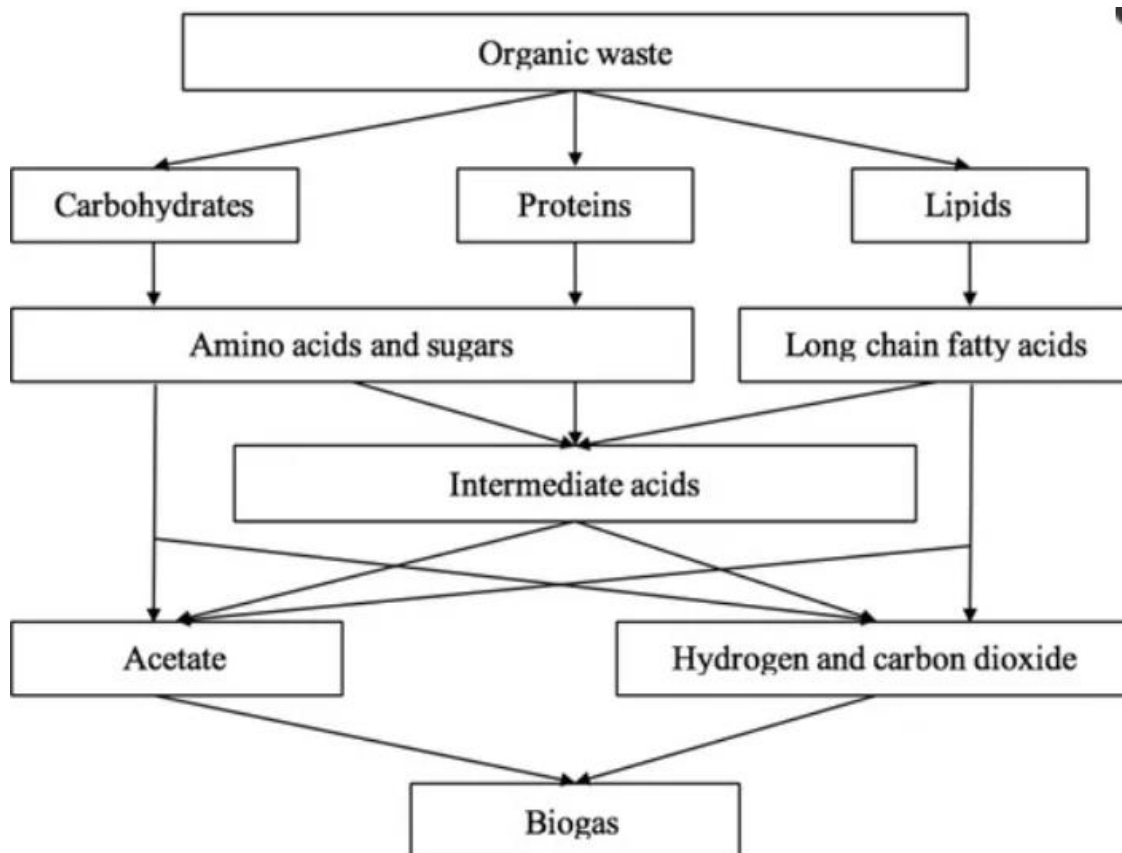 Organic waste
Carbohydrates
Proteins
Lipids
Amino acids and sugars
Long chain fatty acids
Intermediate acids
Acetate
Hydrogen and carbon dioxide
Biogas